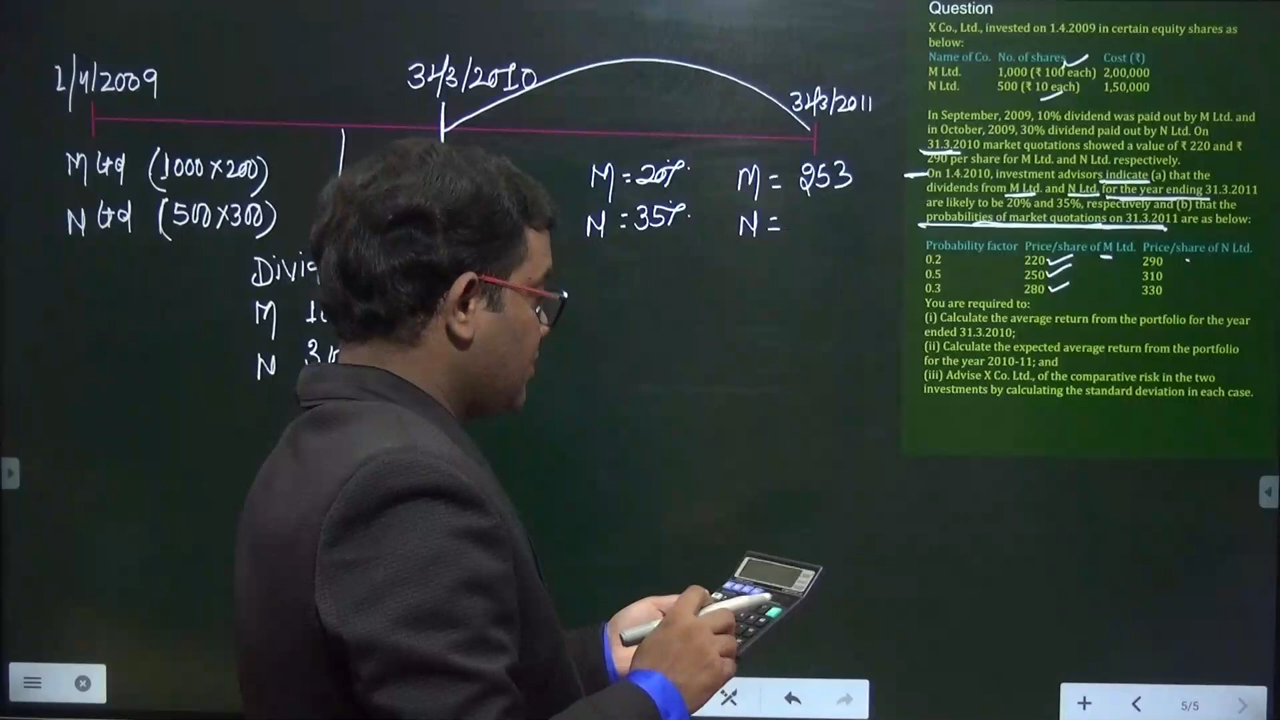 1/4/2009
31/3/2010
31/3/2011
M Ltd (1000×200)
N Ltd (500×300)
M = 20%.
N = 35%.
M = 253
N =
M
N
Question
X Co., Ltd., invested on 1.4.2009 in certain equity shares as
below:
Name of Co. No. of shares Cost (₹)
M Ltd. 1,000 (₹ 100 each) 2,00,000
N Ltd. 500 (₹ 10 each) 1,50,000
In September, 2009, 10% dividend was paid out by M Ltd. and
in October, 2009, 30% dividend paid out by N Ltd. On
31.3.2010 market quotations showed a value of ₹ 220 and ₹
290 per share for M Ltd. and N Ltd. respectively.
On 1.4.2010, investment advisors indicate (a) that the
dividends from M Ltd. and N Ltd. for the year ending 31.3.2011
are likely to be 20% and 35%, respectively and (b) that the
probabilities of market quotations on 31.3.2011 are as below:
Probability factor Price/share of M Ltd. Price/share of N Ltd.
0.2 220 290
0.5 250 310
0.3 280 330
You are required to:
(i) Calculate the average return from the portfolio for the year
ended 31.3.2010;
(ii) Calculate the expected average return from the portfolio
for the year 2010-11; and
(iii) Advise X Co. Ltd., of the comparative risk in the two
investments by calculating the standard deviation in each case.
5/5